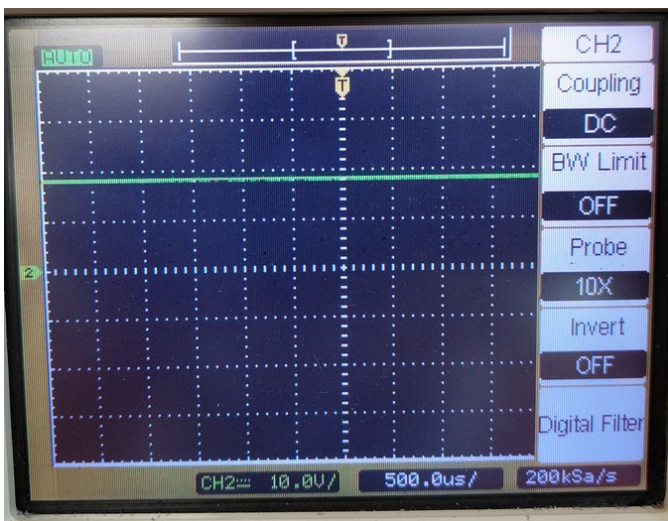 AUTO
T
CH2
T
Coupling
DC
BW Limit
OFF
Probe
2
10X
Invert
OFF
Digital Filter
CH2 10.0V/ 500.0us/ 200kSa/s